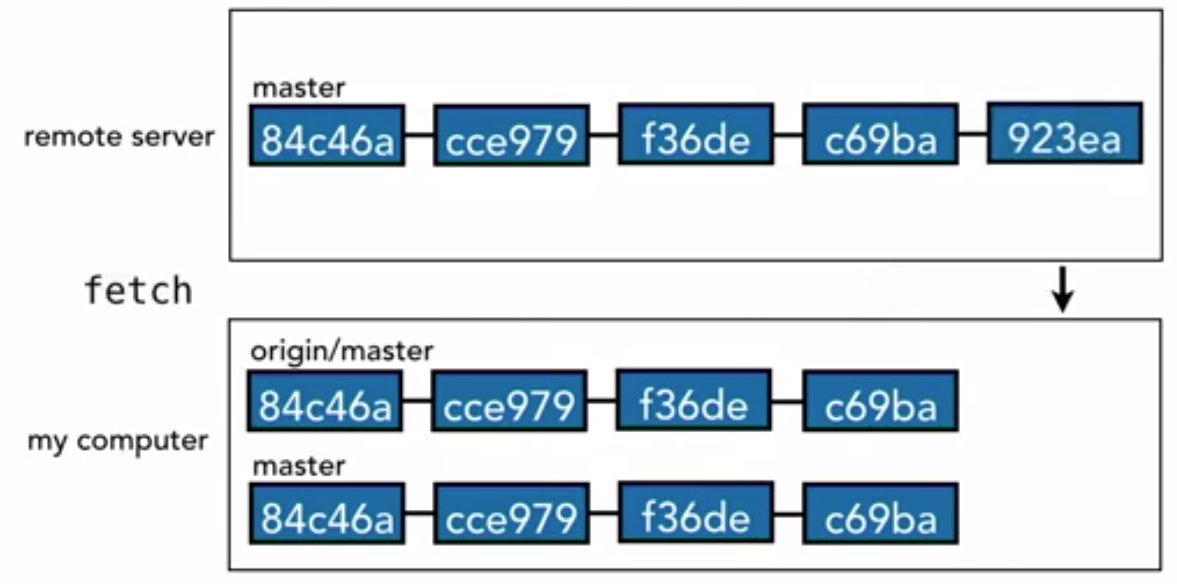 master
remote server
84c46a cce979 f36de c69ba 923ea
fetch
origin/master
84c46a cce979 f36de c69ba
my computer
master
84c46a cce979 f36de c69ba